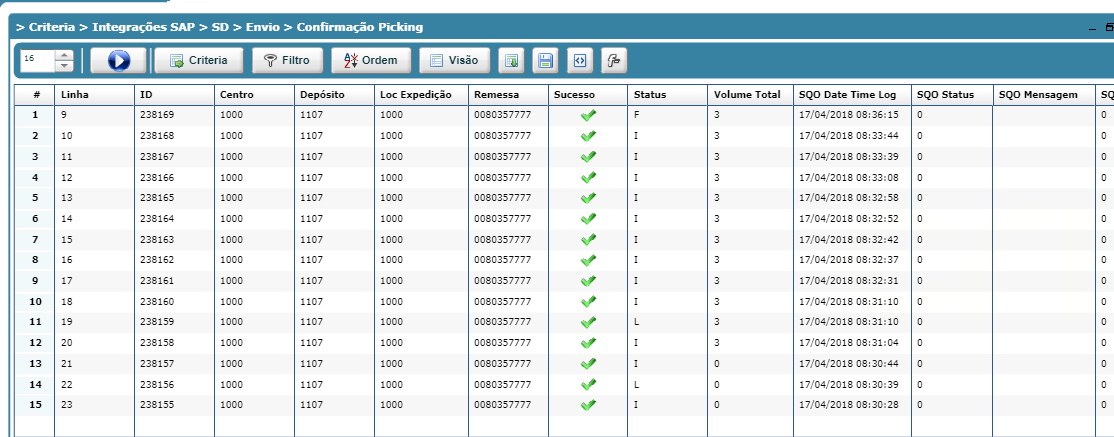 > Criteria > Integrações SAP > SD > Envio > Confirmação Picking
16 Criteria Filtro Ordem Visão
# Linha ID Centro Depósito Loc Expedição Remessa Sucesso Status Volume Total SQO Date Time Log SQO Status SQO Mensagem SQ
1 9 238169 1000 1107 1000 0080357777 F 3 17/04/2018 08:36:15 0 0
2 10 238168 1000 1107 1000 0080357777 I 3 17/04/2018 08:33:44 0 0
3 11 238167 1000 1107 1000 0080357777 I 3 17/04/2018 08:33:39 0 0
4 12 238166 1000 1107 1000 0080357777 I 3 17/04/2018 08:33:08 0 0
5 13 238165 1000 1107 1000 0080357777 I 3 17/04/2018 08:32:58 0 0
6 14 238164 1000 1107 1000 0080357777 I 3 17/04/2018 08:32:52 0 0
7 15 238163 1000 1107 1000 0080357777 I 3 17/04/2018 08:32:42 0 0
8 16 238162 1000 1107 1000 0080357777 I 3 17/04/2018 08:32:37 0 0
9 17 238161 1000 1107 1000 0080357777 I 3 17/04/2018 08:32:31 0 0
10 18 238160 1000 1107 1000 0080357777 I 3 17/04/2018 08:31:10 0 0
11 19 238159 1000 1107 1000 0080357777 L 3 17/04/2018 08:31:10 0 0
12 20 238158 1000 1107 1000 0080357777 I 3 17/04/2018 08:31:04 0 0
13 21 238157 1000 1107 1000 0080357777 I 0 17/04/2018 08:30:44 0 0
14 22 238156 1000 1107 1000 0080357777 L 0 17/04/2018 08:30:39 0 0
15 23 238155 1000 1107 1000 0080357777 I 0 17/04/2018 08:30:28 0 0